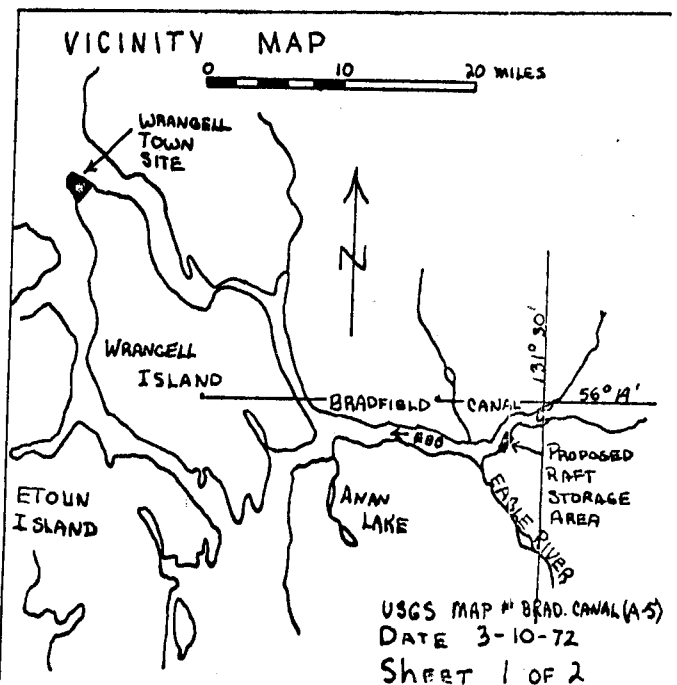 VICINITY MAP
0 10 20 MILES
WRANGELL
TOWN
SITE
N
WRANGELL
ISLAND
131° 30'
BRADFIELD CANAL 56° 14'
← EBB
PROPOSED
RAFT
STORAGE
AREA
ETOLIN
ISLAND
ANAN
LAKE
EAGLE RIVER
USGS MAP # BRAD. CANAL (A-5)
DATE 3-10-72
SHEET 1 OF 2